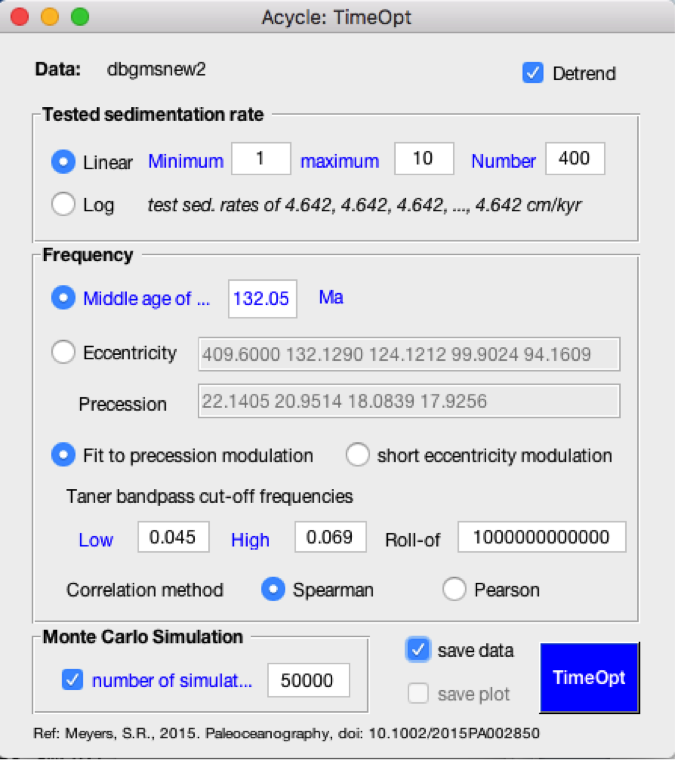 Acycle: TimeOpt
Data: dbgmsnew2 Detrend
Tested sedimentation rate
Linear Minimum 1 maximum 10 Number 400
Log test sed. rates of 4.642, 4.642, 4.642, ..., 4.642 cm/kyr
Frequency
Middle age of ... 132.05 Ma
Eccentricity 409.6000 132.1290 124.1212 99.9024 94.1609
Precession 22.1405 20.9514 18.0839 17.9256
Fit to precession modulation short eccentricity modulation
Taner bandpass cut-off frequencies
Low 0.045 High 0.069 Roll-of 1000000000000
Correlation method Spearman Pearson
Monte Carlo Simulation
save data
number of simulat... 50000
TimeOpt
save plot
Ref: Meyers, S.R., 2015. Paleoceanography, doi: 10.1002/2015PA002850